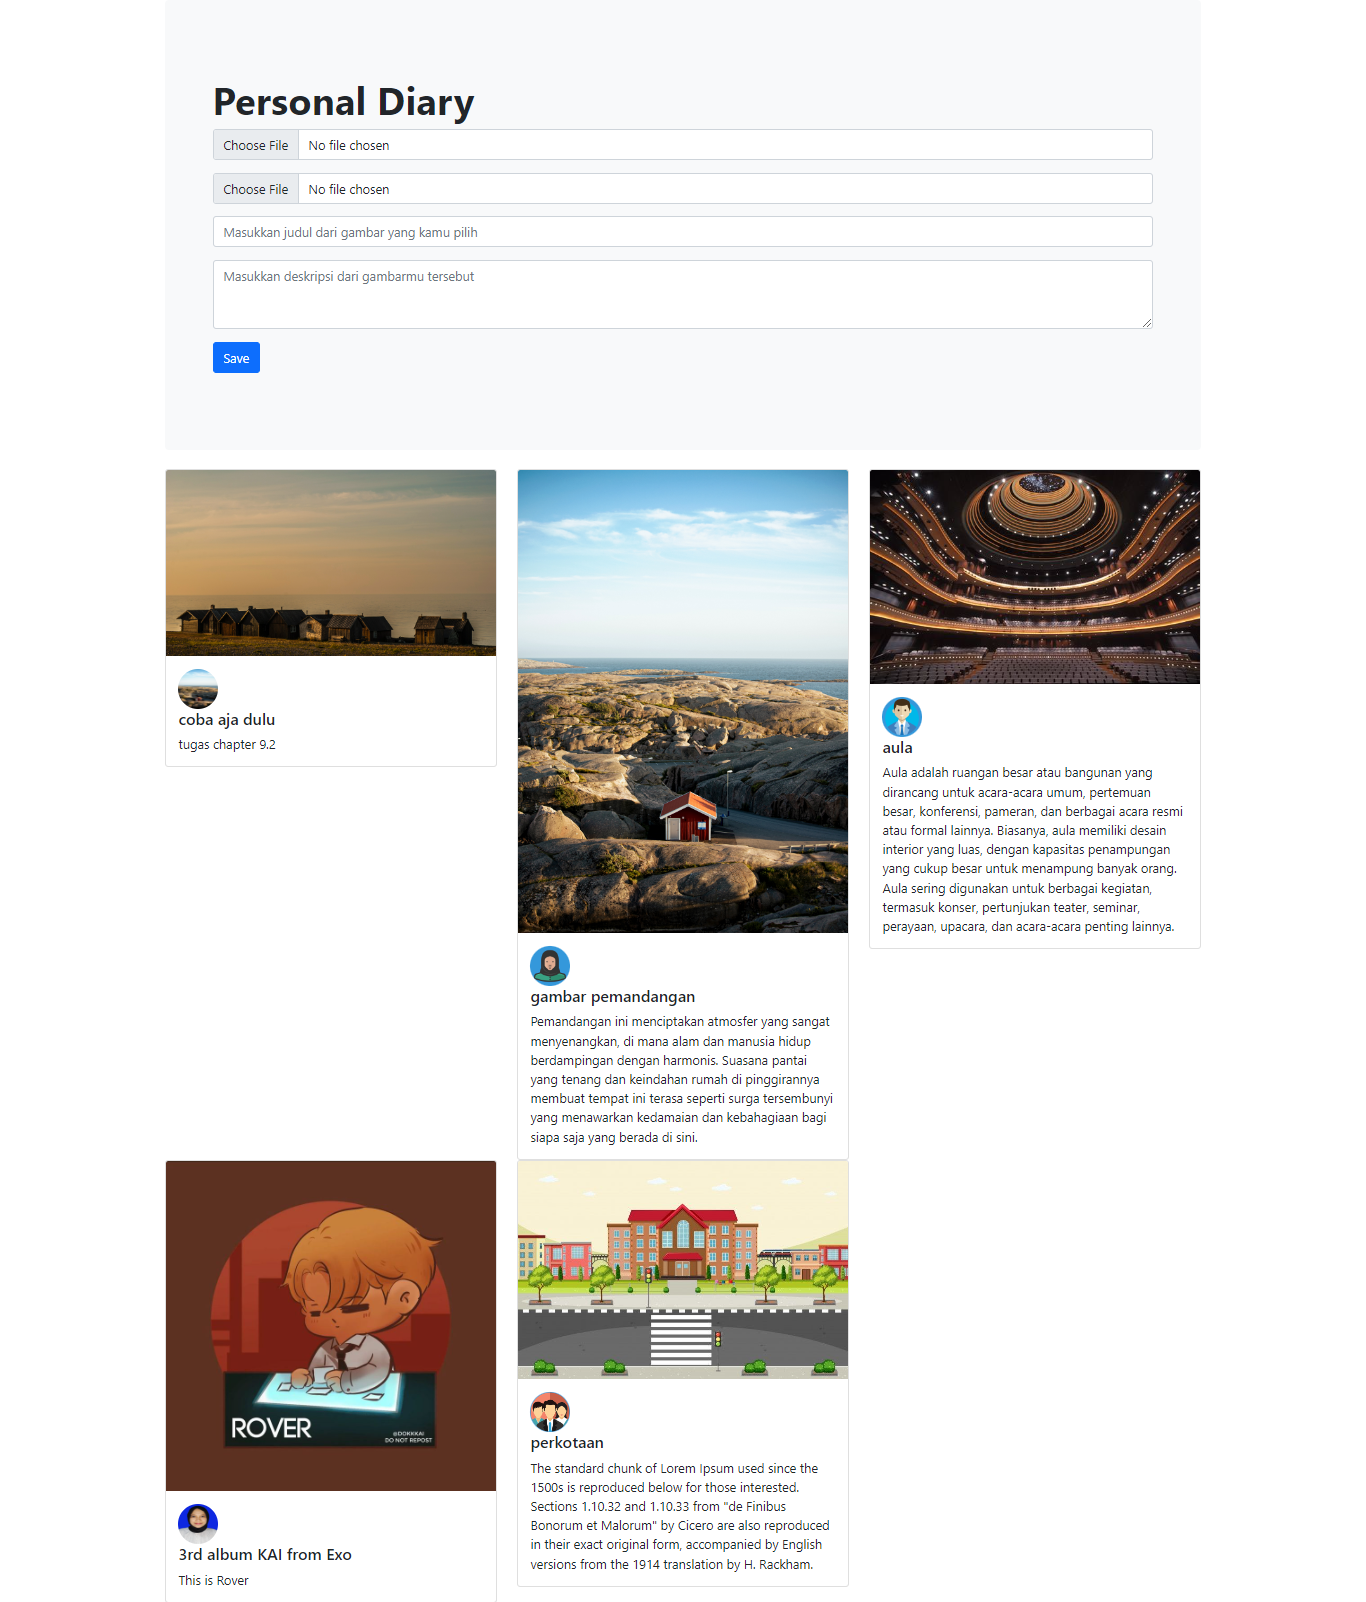 Personal Diary
Choose File No file chosen
Choose File No file chosen
Masukkan judul dari gambar yang kamu pilih
Masukkan deskripsi dari gambarmu tersebut
Save
coba aja dulu
tugas chapter 9.2
gambar pemandangan
Pemandangan ini menciptakan atmosfer yang sangat
menyenangkan, di mana alam dan manusia hidup
berdampingan dengan harmonis. Suasana pantai
yang tenang dan keindahan rumah di pinggirannya
membuat tempat ini terasa seperti surga tersembunyi
yang menawarkan kedamaian dan kebahagiaan bagi
siapa saja yang berada di sini.
aula
Aula adalah ruangan besar atau bangunan yang
dirancang untuk acara-acara umum, pertemuan
besar, konferensi, pameran, dan berbagai acara resmi
atau formal lainnya. Biasanya, aula memiliki desain
interior yang luas, dengan kapasitas penampungan
yang cukup besar untuk menampung banyak orang.
Aula sering digunakan untuk berbagai kegiatan,
termasuk konser, pertunjukan teater, seminar,
perayaan, upacara, dan acara-acara penting lainnya.
ROVER
@DOKKKAI
DO NOT REPOST
3rd album KAI from Exo
This is Rover
perkotaan
The standard chunk of Lorem Ipsum used since the
1500s is reproduced below for those interested.
Sections 1.10.32 and 1.10.33 from "de Finibus
Bonorum et Malorum" by Cicero are also reproduced
in their exact original form, accompanied by English
versions from the 1914 translation by H. Rackham.